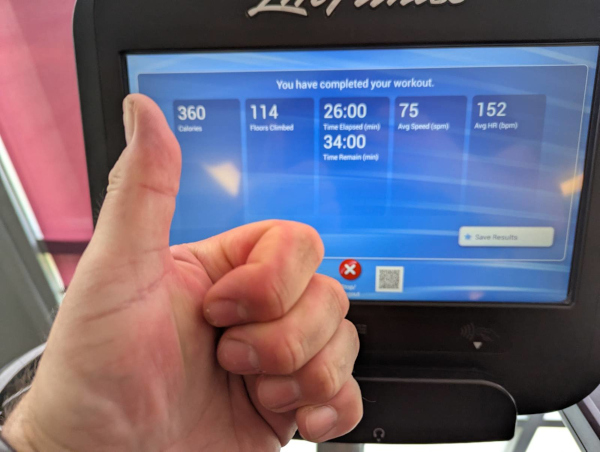 You have completed your workout.
360
Calories
114
Floors Climbed
26:00
Time Elapsed (min)
34:00
Time Remain (min)
75
Avg Speed (spm)
152
Avg HR (bpm)
Save Results